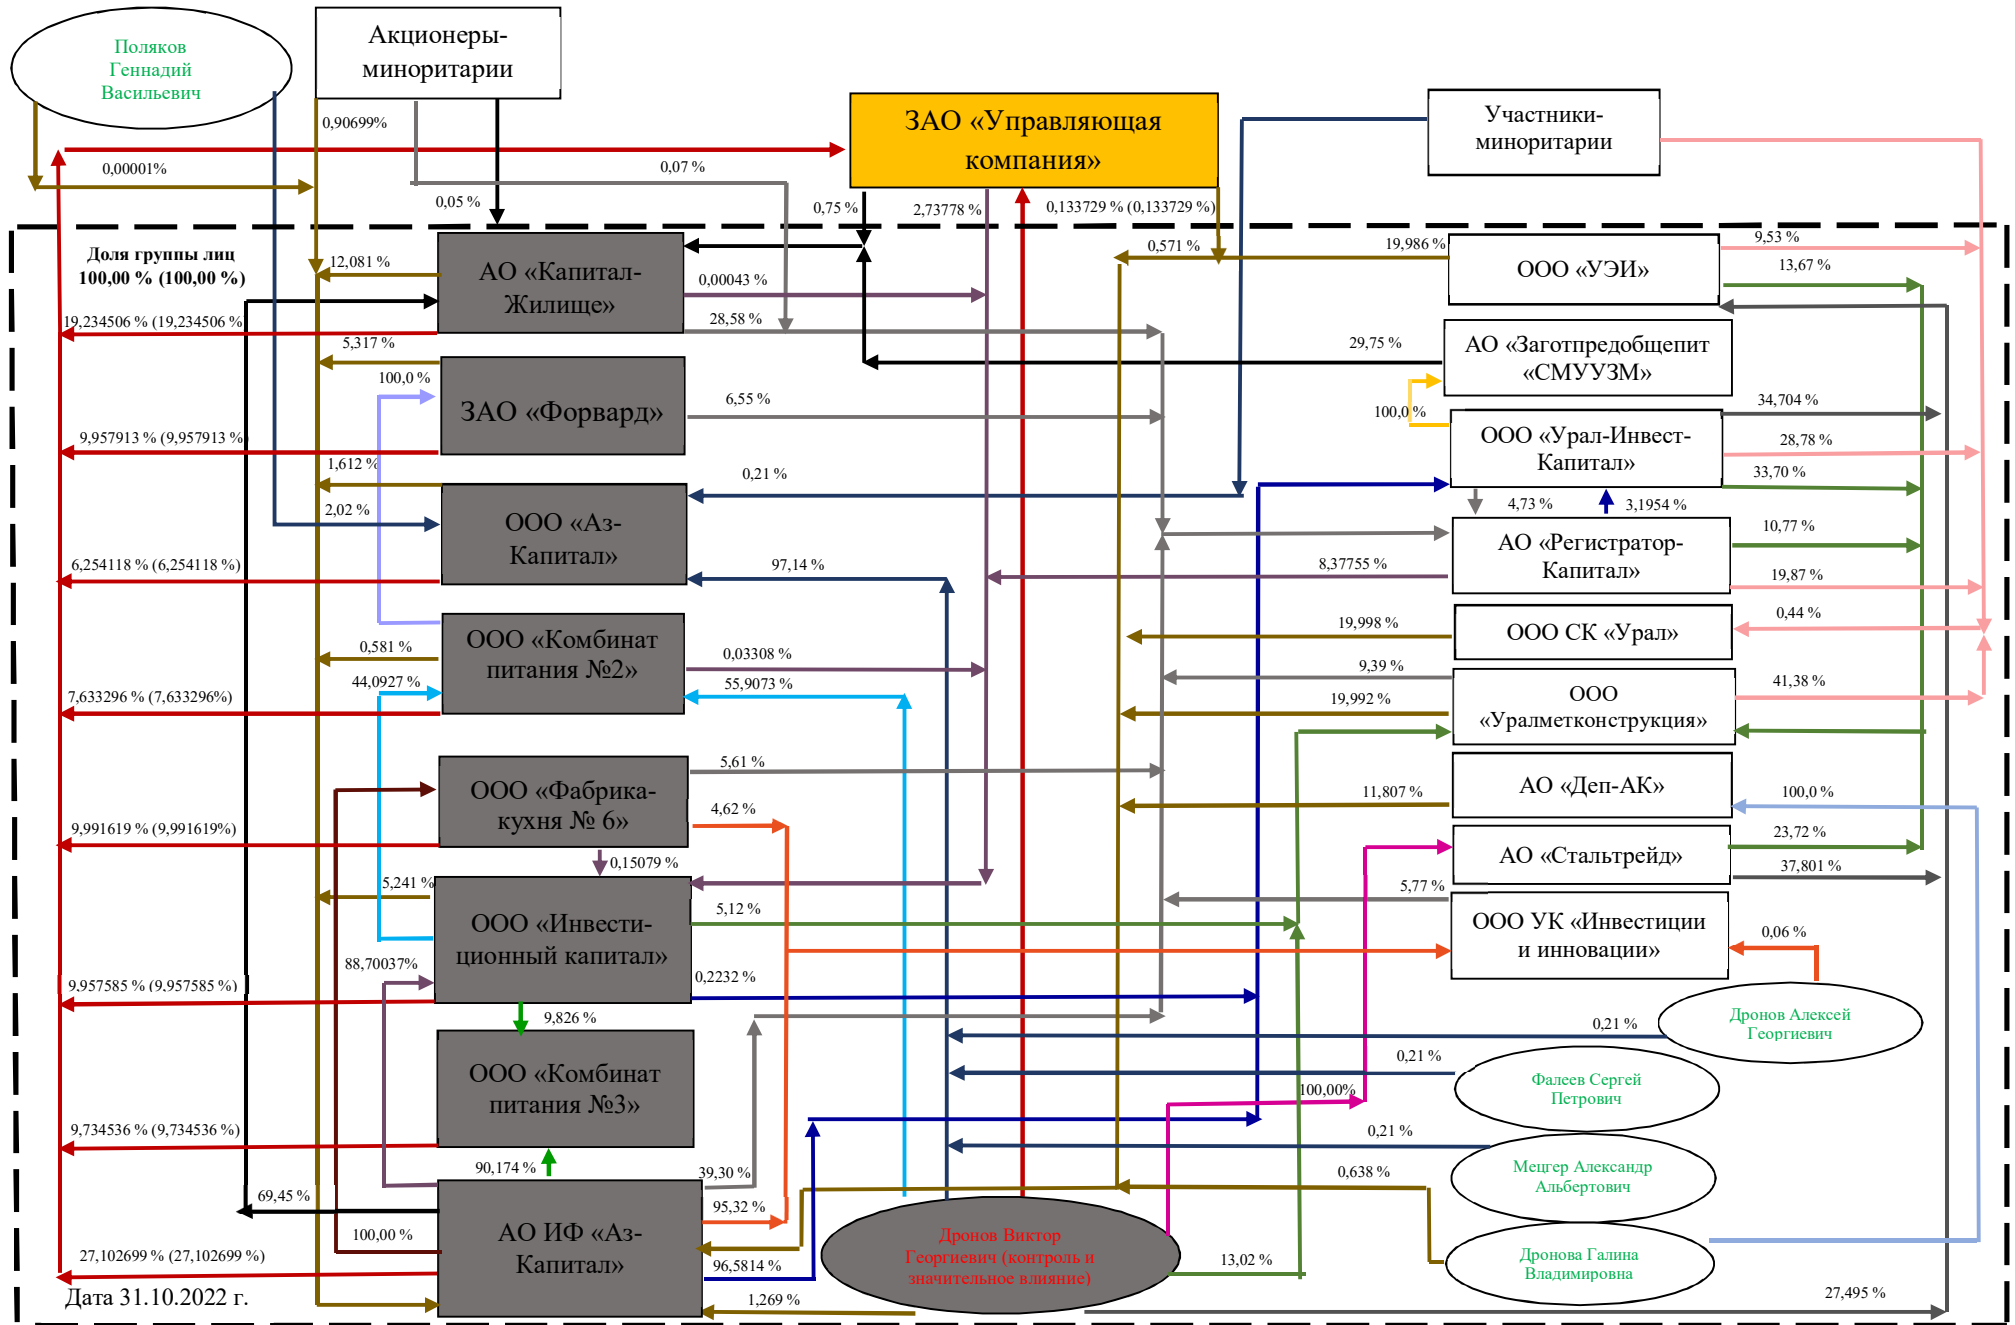 Поляков
Геннадий
Васильевич
Акционеры-
миноритарии
ЗАО «Управляющая
компания»
Участники-
миноритарии
0,90699%
0,00001%
0,07 %
0,05 %
0,75 %
2,73778 %
0,133729 % (0,133729 %)
Доля группы лиц
100,00 % (100,00 %)
12,081 %
АО «Капитал-
Жилище»
0,00043 %
28,58 %
0,571 %
19,986 %
ООО «УЭИ»
9,53 %
13,67 %
19,234506 % (19,234506 %
5,317 %
29,75 %
АО «Заготпредобщепит
«СМУУЗМ»
100,0 %
ЗАО «Форвард»
6,55 %
100,0%
34,704 %
ООО «Урал-Инвест-
Капитал»
28,78 %
33,70 %
9,957913 % (9,957913 %)
1,612 %
0,21 %
2,02 %
ООО «Аз-
Капитал»
4,73 %
3,1954 %
АО «Регистратор-
Капитал»
10,77 %
19,87 %
6,254118 % (6,254118 %)
97,14 %
8,37755 %
0,44 %
ООО «Комбинат
питания №2»
0,581 %
0,03308 %
19,998 %
ООО СК «Урал»
44,0927 %
55,9073 %
9,39 %
19,992 %
ООО
«Уралметконструкция»
41,38 %
7,633296 % (7,633296%)
ООО «Фабрика-
кухня № 6»
5,61 %
4,62 %
11,807 %
АО «Деп-АК»
100,0 %
9,991619 % (9,991619%)
0,15079 %
АО «Стальтрейд»
23,72 %
37,801 %
5,241 %
ООО «Инвести-
ционный капитал»
5,12 %
5,77 %
ООО УК «Инвестиции
и инновации»
0,06 %
88,70037%
0,2232 %
9,957585 % (9,957585 %)
9,826 %
0,21 %
Дронов Алексей
Георгиевич
ООО «Комбинат
питания №3»
0,21 %
Фалеев Сергей
Петрович
100,00%
9,734536 % (9,734536 %)
0,21 %
90,174 %
39,30 %
0,638 %
Мецгер Александр
Альбертович
69,45 %
95,32 %
100,00 %
АО ИФ «Аз-
Капитал»
Дронов Виктор
Георгиевич (контроль и
значительное влияние)
13,02 %
Дронова Галина
Владимировна
27,102699 % (27,102699 %)
96,5814 %
1,269 %
27,495 %
Дата 31.10.2022 г.